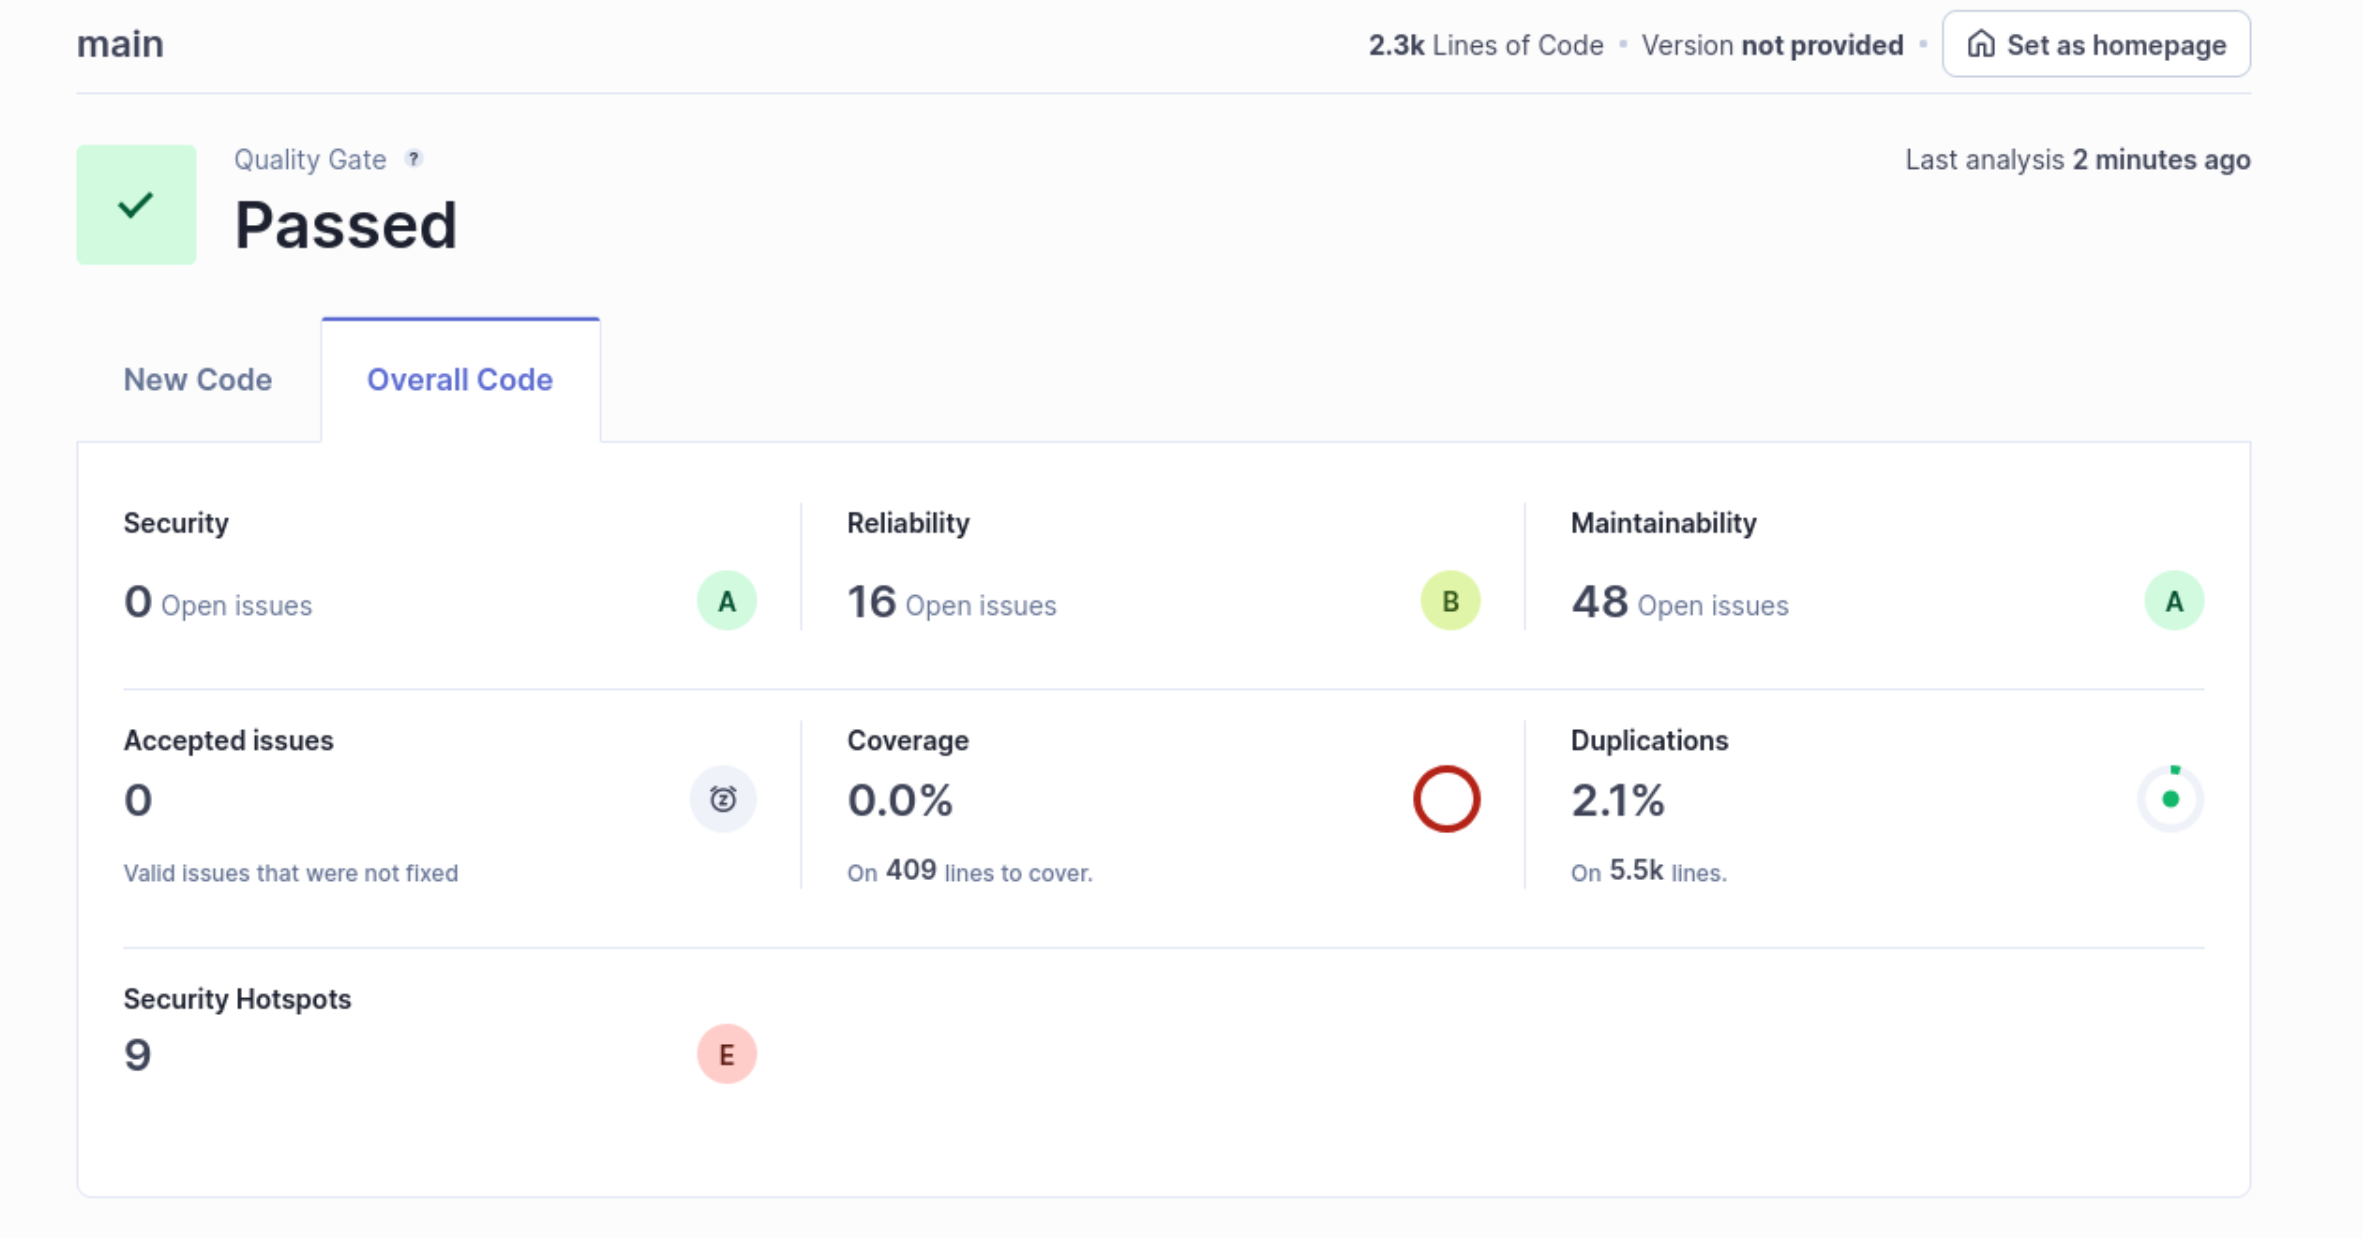 main
2.3k Lines of Code • Version not provided • Set as homepage
Quality Gate ?
Last analysis 2 minutes ago
Passed
New Code
Overall Code
Security
Reliability
Maintainability
0 Open issues A
16 Open issues B
48 Open issues A
Accepted issues
Coverage
Duplications
0
0.0%
2.1%
Valid issues that were not fixed
On 409 lines to cover.
On 5.5k lines.
Security Hotspots
9 E